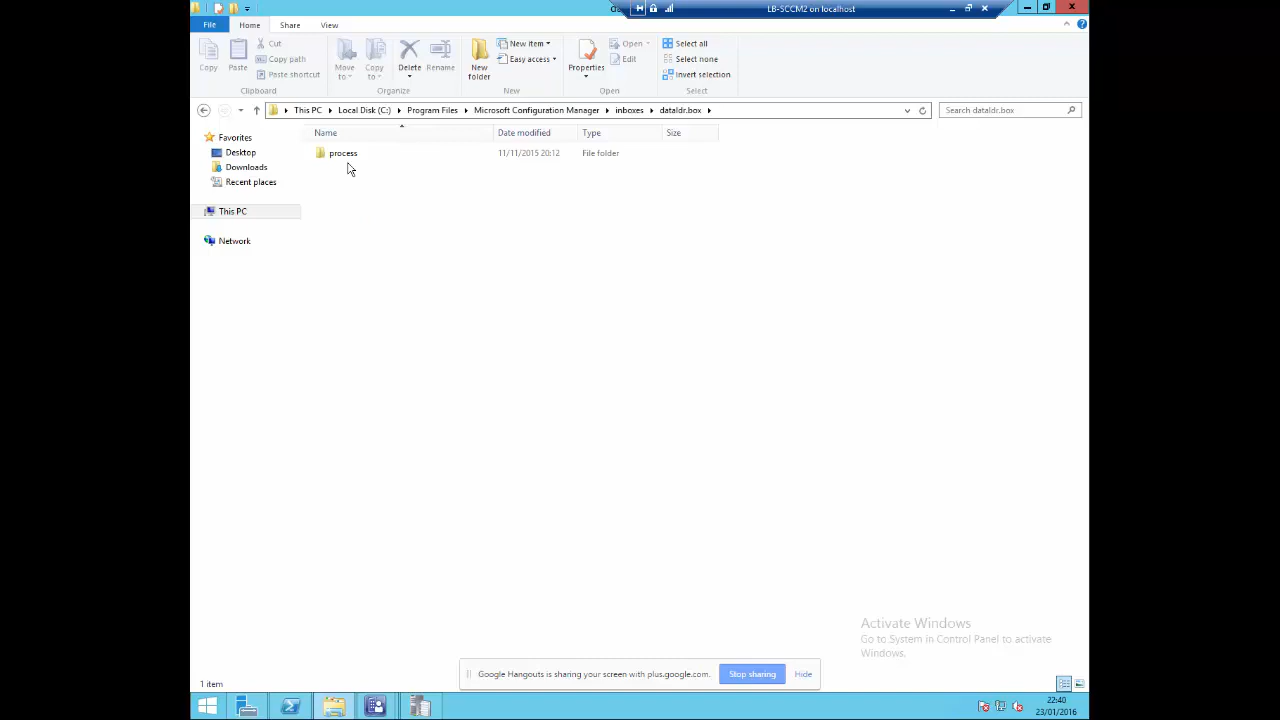 LB-SCCM2 on localhost
File Home Share View
Copy
Paste
Cut
Copy path
Paste shortcut
Clipboard
Move to
Copy to
Delete
Rename
Organize
New folder
New item
Easy access
New
Properties
Open
Edit
Open
Select all
Select none
Invert selection
Select
This PC Local Disk (C:) Program Files Microsoft Configuration Manager inboxes dataldr.box
Search dataldr.box
Favorites
Desktop
Downloads
Recent places
This PC
Network
Name Date modified Type Size
process 11/11/2015 20:12 File folder
Activate Windows
Go to System in Control Panel to activate
Windows.
Google Hangouts is sharing your screen with plus.google.com. Stop sharing Hide
1 item
22:40
23/01/2016